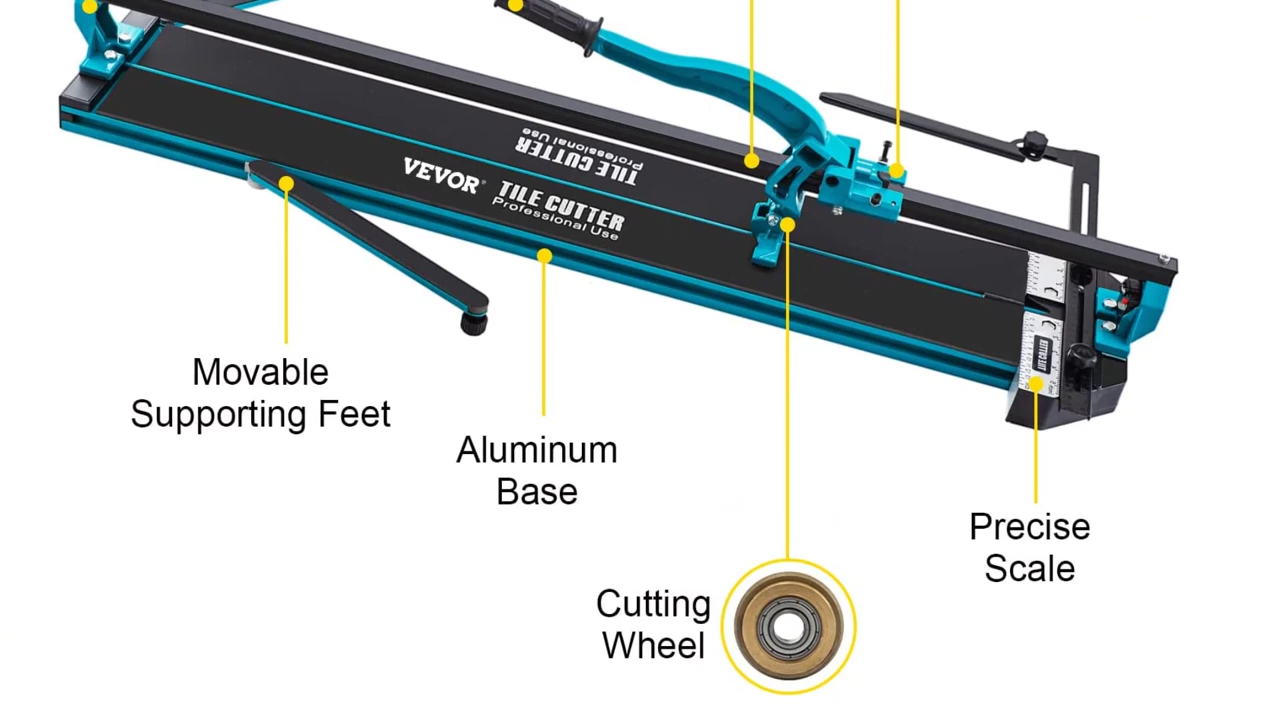 TILE CUTTER
Professional Use
VEVOR®
TILE CUTTER
Professional Use
Movable
Supporting Feet
Aluminum
Base
Precise
Scale
Cutting
Wheel